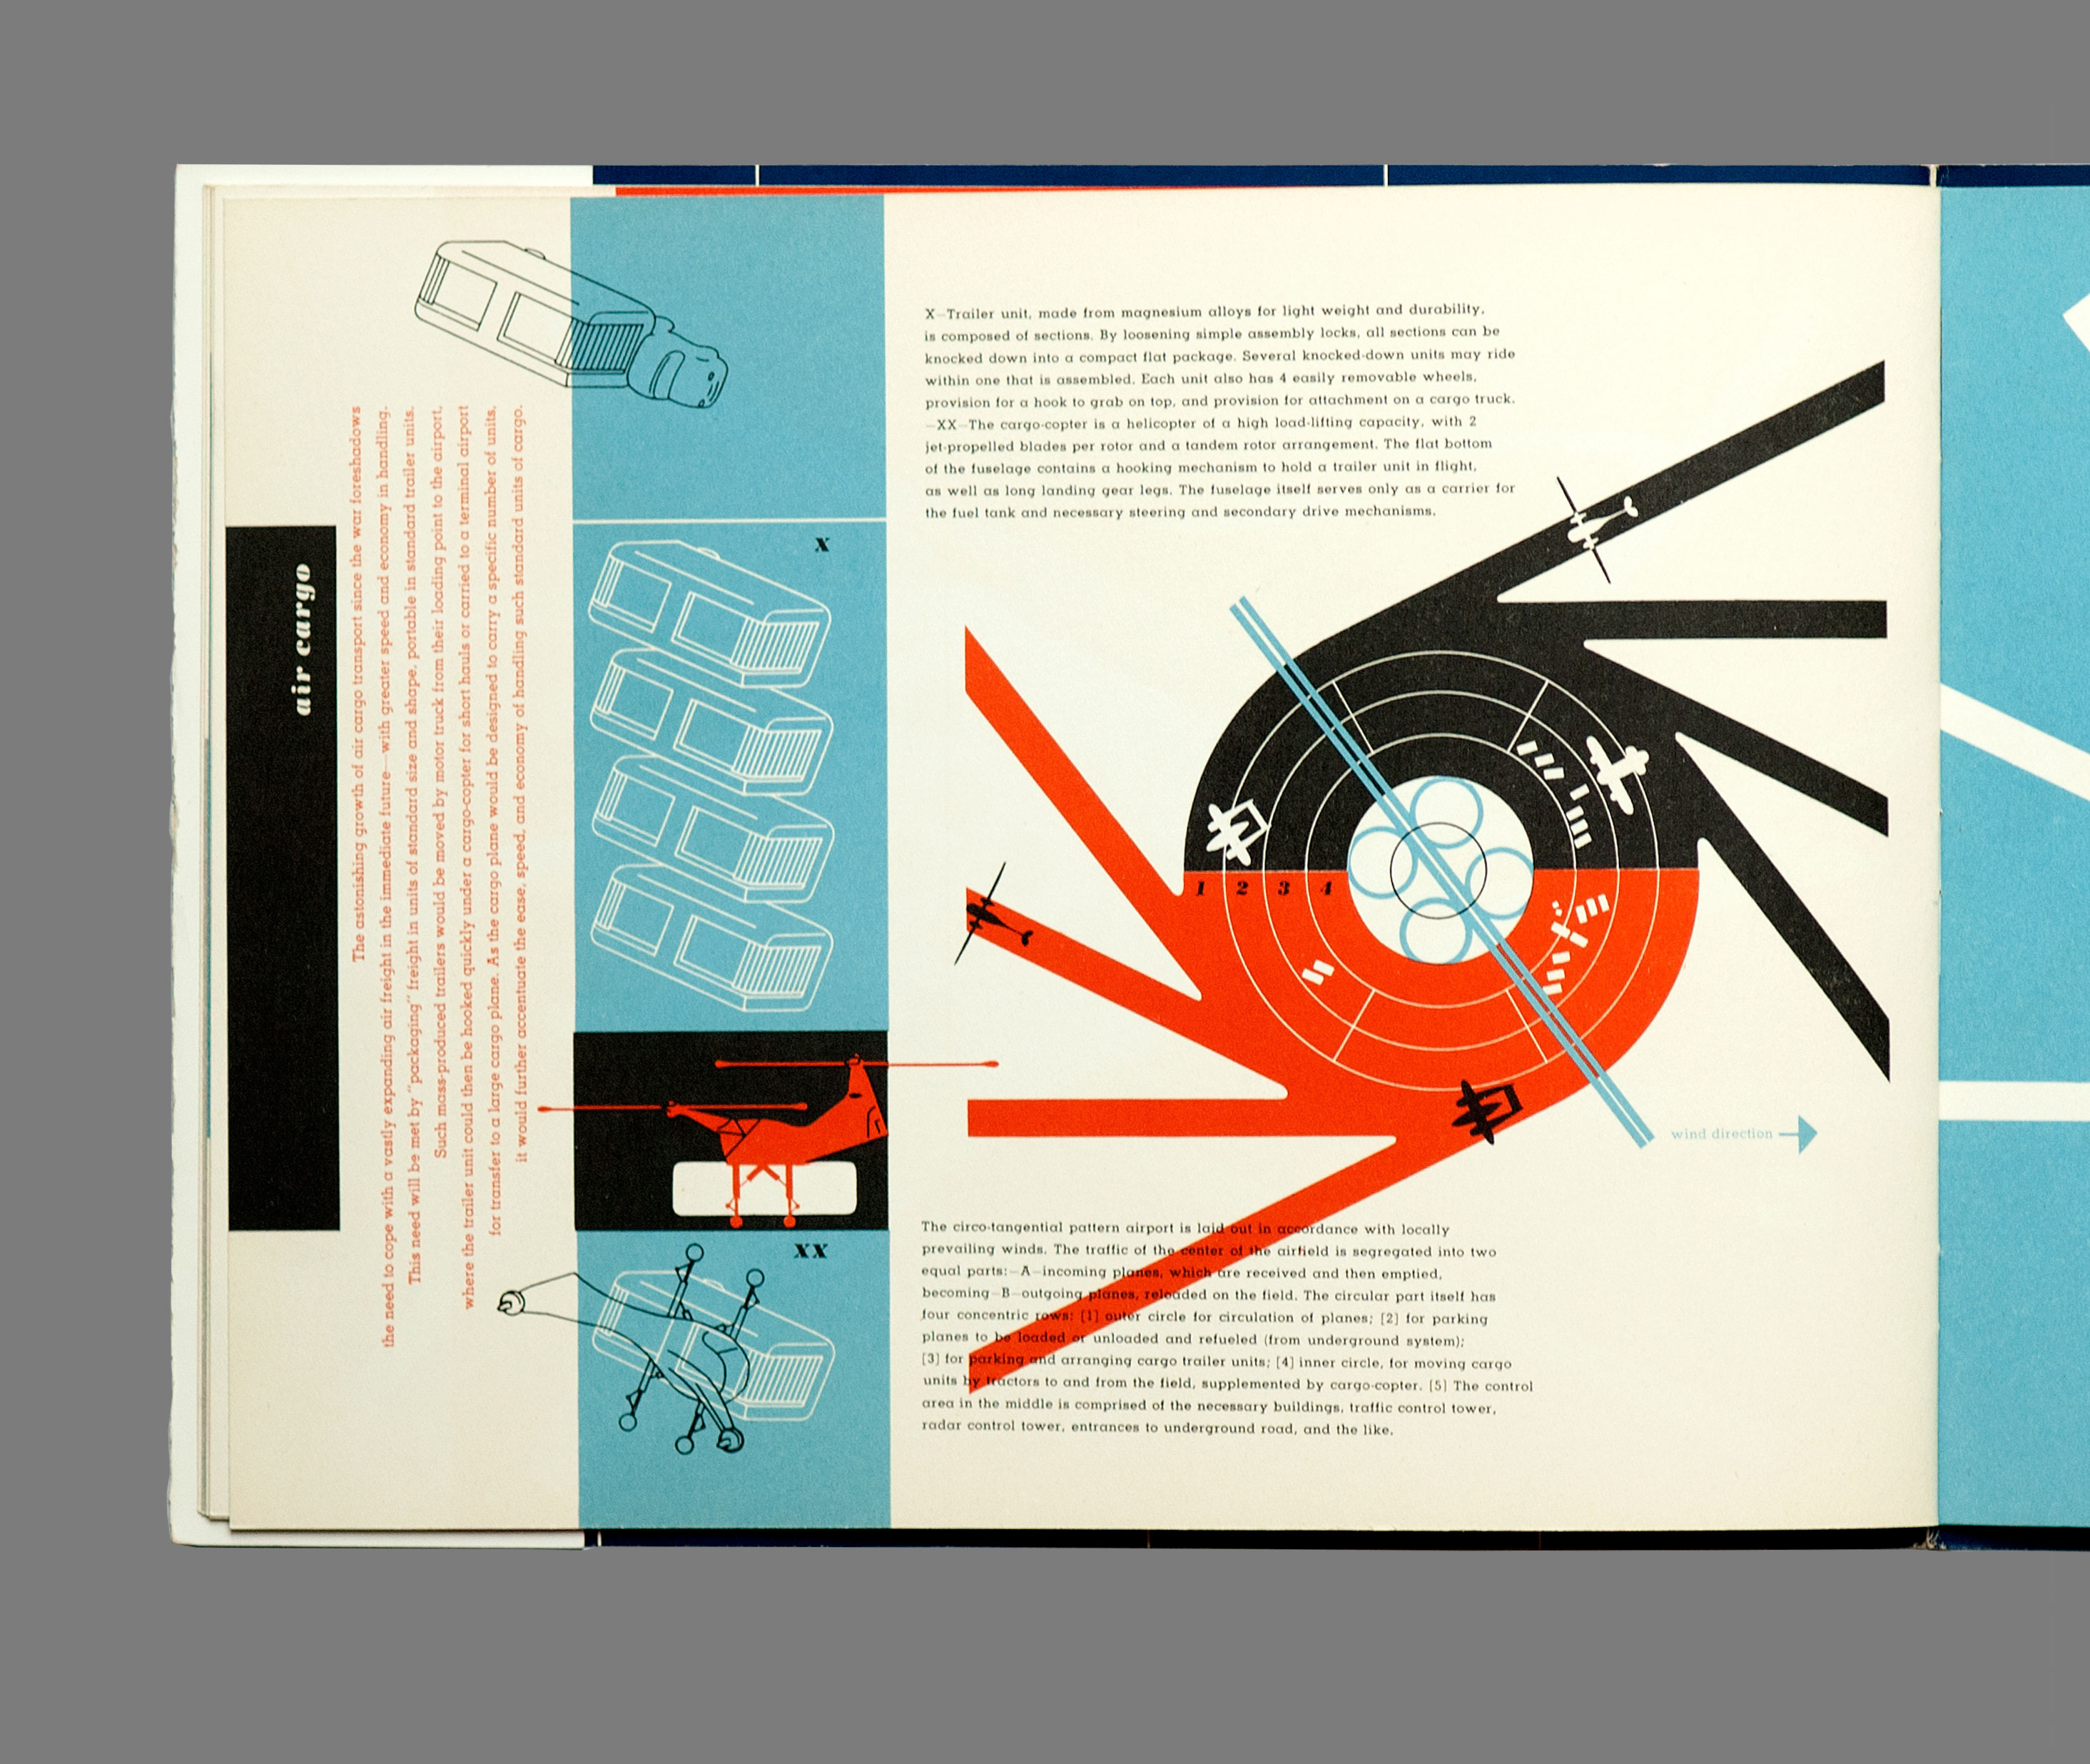 air cargo
The astonishing growth of air cargo transport since the war foreshadows
the need to cope with a vastly expanding air freight in the immediate future—with greater speed and economy in handling.
This need will be met by "packaging" freight in units of standard size and shape, portable in standard trailer units.
Such mass-produced trailers would be moved by motor truck from their loading point to the airport,
where the trailer unit could then be hooked quickly under a cargo-copter for short hauls or carried to a terminal airport
for transfer to a large cargo plane. As the cargo plane would be designed to carry a specific number of units,
it would further accentuate the ease, speed, and economy of handling such standard units of cargo.
X
XX
X—Trailer unit, made from magnesium alloys for light weight and durability,
is composed of sections. By loosening simple assembly locks, all sections can be
knocked down into a compact flat package. Several knocked-down units may ride
within one that is assembled. Each unit also has 4 easily removable wheels,
provision for a hook to grab on top, and provision for attachment on a cargo truck.
—XX—The cargo-copter is a helicopter of a high load-lifting capacity, with 2
jet-propelled blades per rotor and a tandem rotor arrangement. The flat bottom
of the fuselage contains a hooking mechanism to hold a trailer unit in flight,
as well as long landing gear legs. The fuselage itself serves only as a carrier for
the fuel tank and necessary steering and secondary drive mechanisms.
1 2 3 4
wind direction
The circo-tangential pattern airport is laid out in accordance with locally
prevailing winds. The traffic of the center of the airfield is segregated into two
equal parts:—A—incoming planes, which are received and then emptied,
becoming—B—outgoing planes, reloaded on the field. The circular part itself has
four concentric rows: [1] outer circle for circulation of planes; [2] for parking
planes to be loaded or unloaded and refueled (from underground system);
[3] for parking and arranging cargo trailer units; [4] inner circle, for moving cargo
units by tractors to and from the field, supplemented by cargo-copter. [5] The control
area in the middle is comprised of the necessary buildings, traffic control tower,
radar control tower, entrances to underground road, and the like.